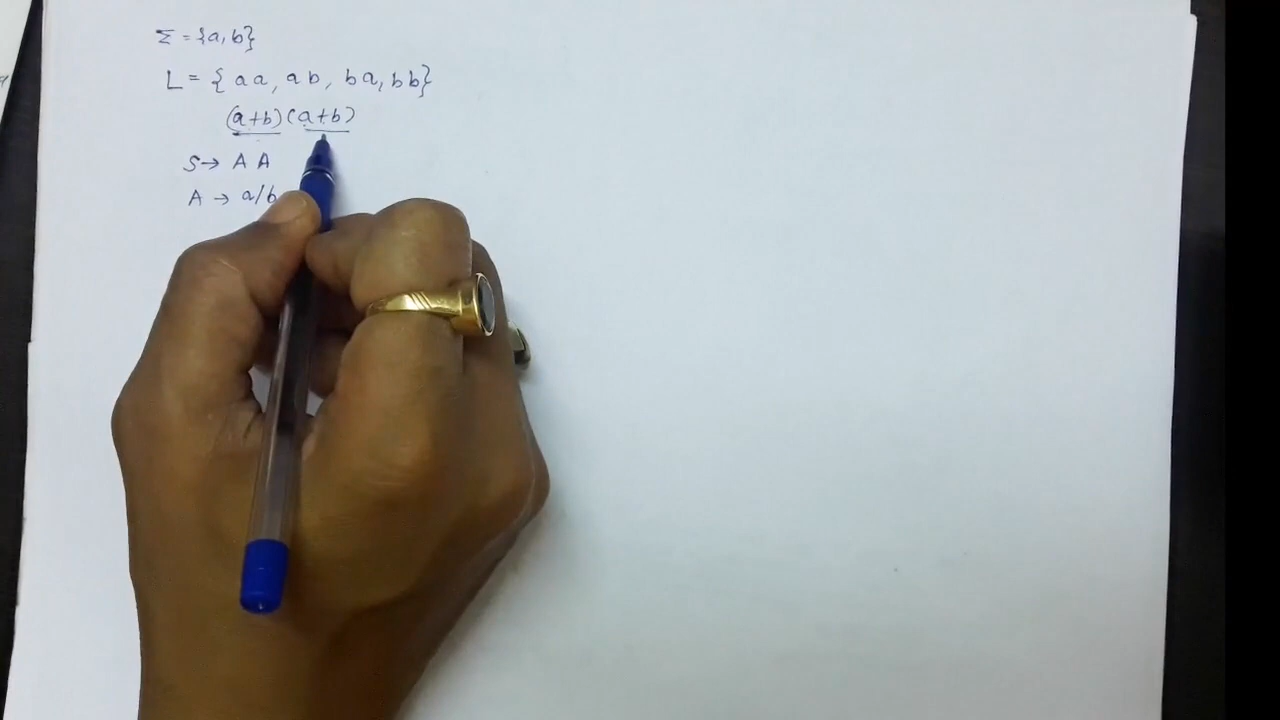 Σ = {a, b}
L = { aa, ab, ba, bb}
(a+b)(a+b)
S → A A
A → a/b